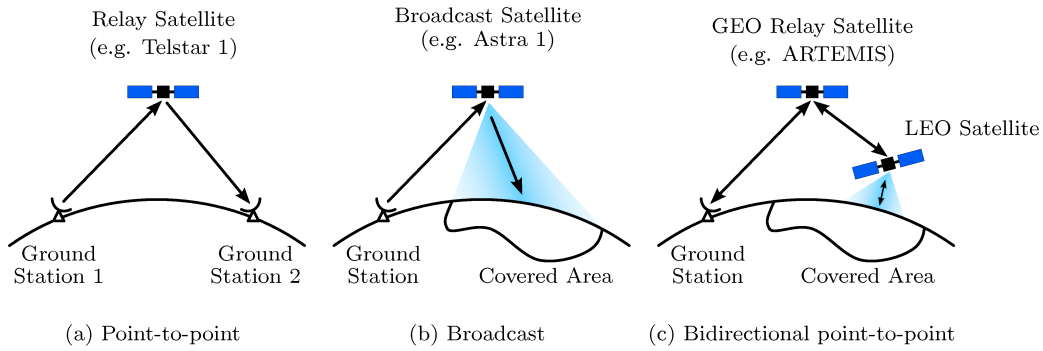 Relay Satellite
(e.g. Telstar 1)
Ground
Station 1
Ground
Station 2
(a) Point-to-point
Broadcast Satellite
(e.g. Astra 1)
Ground
Station
Covered Area
(b) Broadcast
GEO Relay Satellite
(e.g. ARTEMIS)
LEO Satellite
Ground
Station
Covered Area
(c) Bidirectional point-to-point